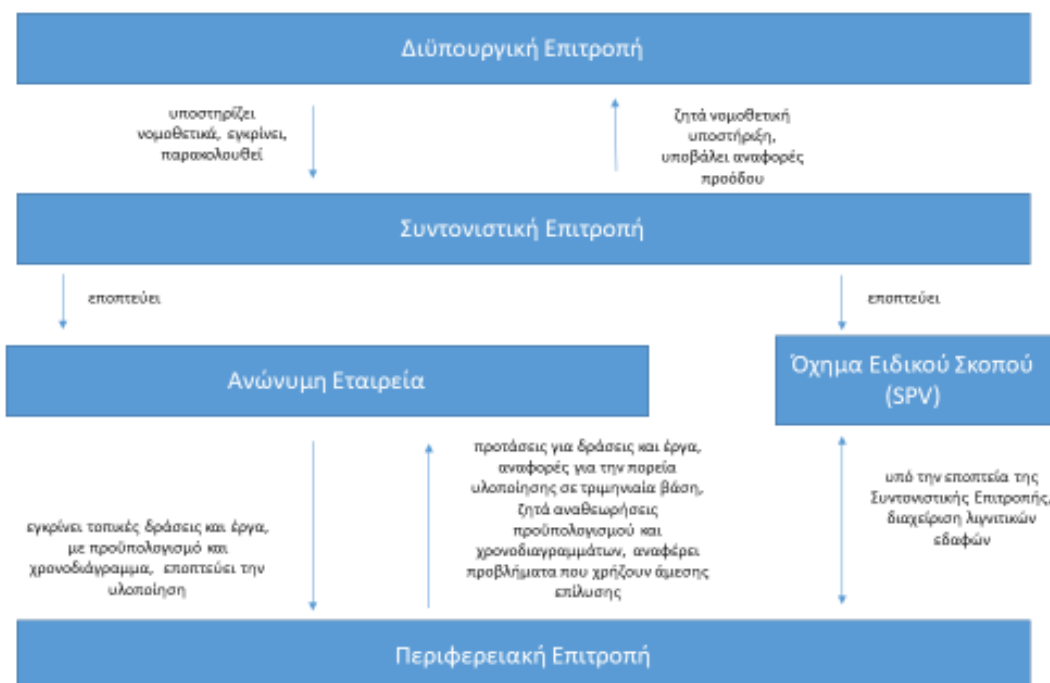 Διϋπουργική Επιτροπή
υποστηρίζει
νομοθετικά, εγκρίνει,
παρακολουθεί
ζητά νομοθετική
υποστήριξη,
υποβάλει αναφορές
προόδου
Συντονιστική Επιτροπή
εποπτεύει
εποπτεύει
Ανώνυμη Εταιρεία
Όχημα Ειδικού Σκοπού
(SPV)
εγκρίνει τοπικές δράσεις και έργα,
με προϋπολογισμό και
χρονοδιάγραμμα, εποπτεύει την
υλοποίηση
προτάσεις για δράσεις και έργα,
αναφορές για την πορεία
υλοποίησης σε τριμηνιαία βάση,
ζητά αναθεωρήσεις
προϋπολογισμού και
χρονοδιαγραμμάτων, αναφέρει
προβλήματα που χρήζουν άμεσης
επίλυσης
υπό την εποπτεία της
Συντονιστικής Επιτροπής,
διαχείριση λιγνιτικών
εδαφών
Περιφερειακή Επιτροπή